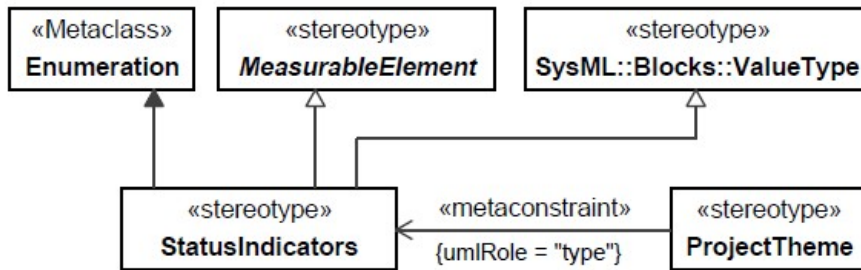 «Metaclass»
Enumeration
«stereotype»
MeasurableElement
«stereotype»
SysML::Blocks::ValueType
«stereotype»
StatusIndicators
«metaconstraint»
{umlRole = "type"}
«stereotype»
ProjectTheme